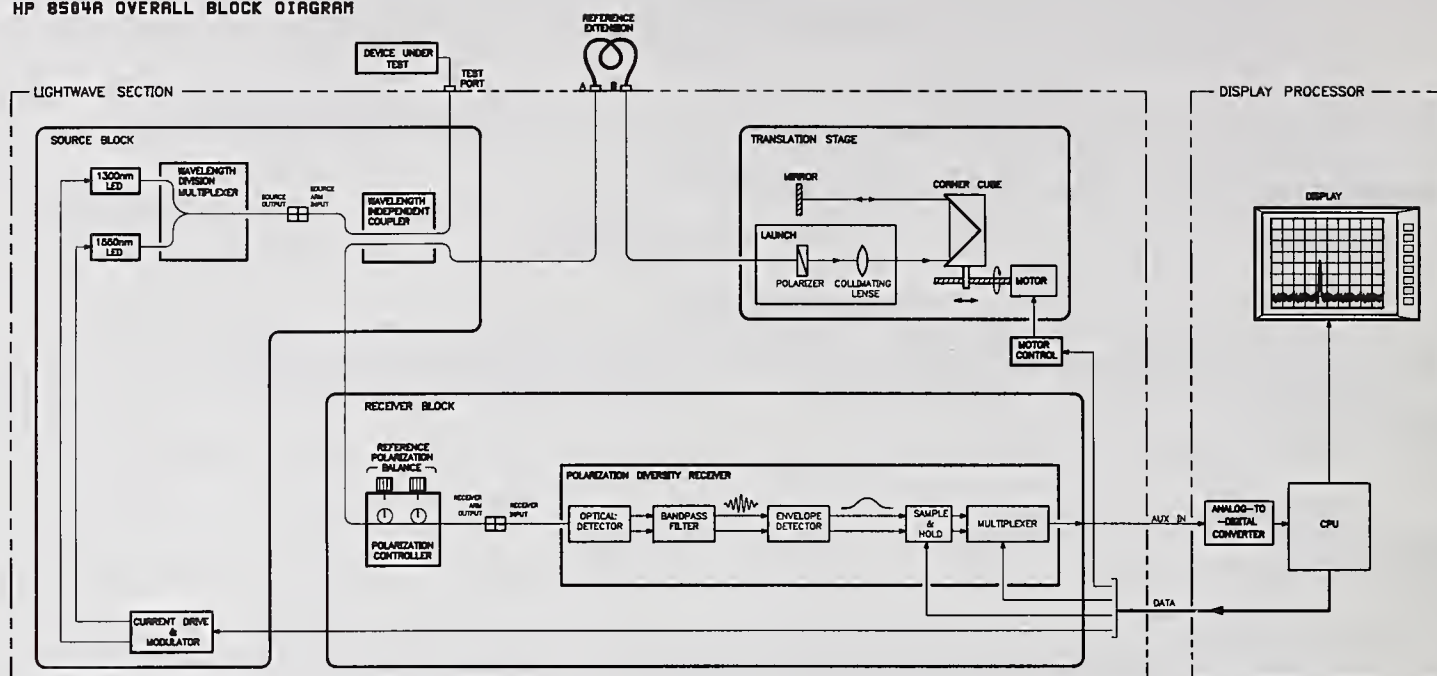 HP 8504A OVERALL BLOCK DIAGRAM
REFERENCE
EXTENSION
DEVICE UNDER
TEST
TEST
PORT
A
B
LIGHTWAVE SECTION
DISPLAY PROCESSOR
SOURCE BLOCK
1300nm
LED
WAVELENGTH
DIVISION
MULTIPLEXER
SOURCE
OUTPUT
SOURCE
ARM
INPUT
WAVELENGTH
INDEPENDENT
COUPLER
1550nm
LED
TRANSLATION STAGE
MIRROR
CORNER CUBE
LAUNCH
POLARIZER
COLLIMATING
LENSE
MOTOR
MOTOR
CONTROL
DISPLAY
RECEIVER BLOCK
REFERENCE
POLARIZATION
BALANCE
POLARIZATION
CONTROLLER
RECEIVER
ARM
OUTPUT
RECEIVER
INPUT
POLARIZATION DIVERSITY RECEIVER
OPTICAL
DETECTOR
BANDPASS
FILTER
ENVELOPE
DETECTOR
SAMPLE
&
HOLD
MULTIPLEXER
AUX IN
ANALOG-TO
-DIGITAL
CONVERTER
CPU
DATA
CURRENT DRIVE
&
MODULATOR